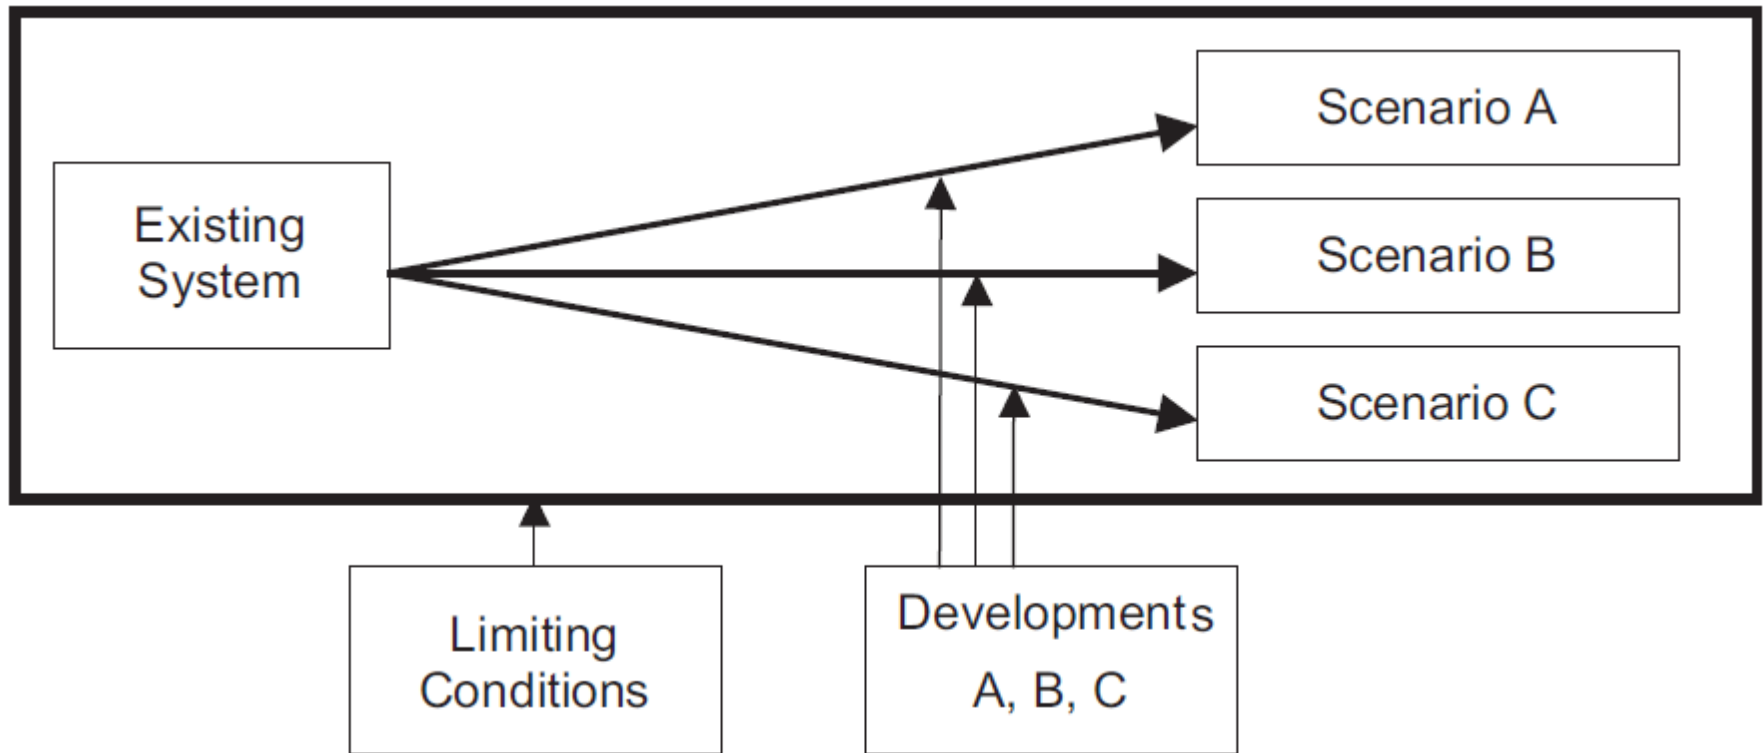 Scenario A
Existing
System
Scenario B
Scenario C
Limiting
Conditions
Developments
A, B, C